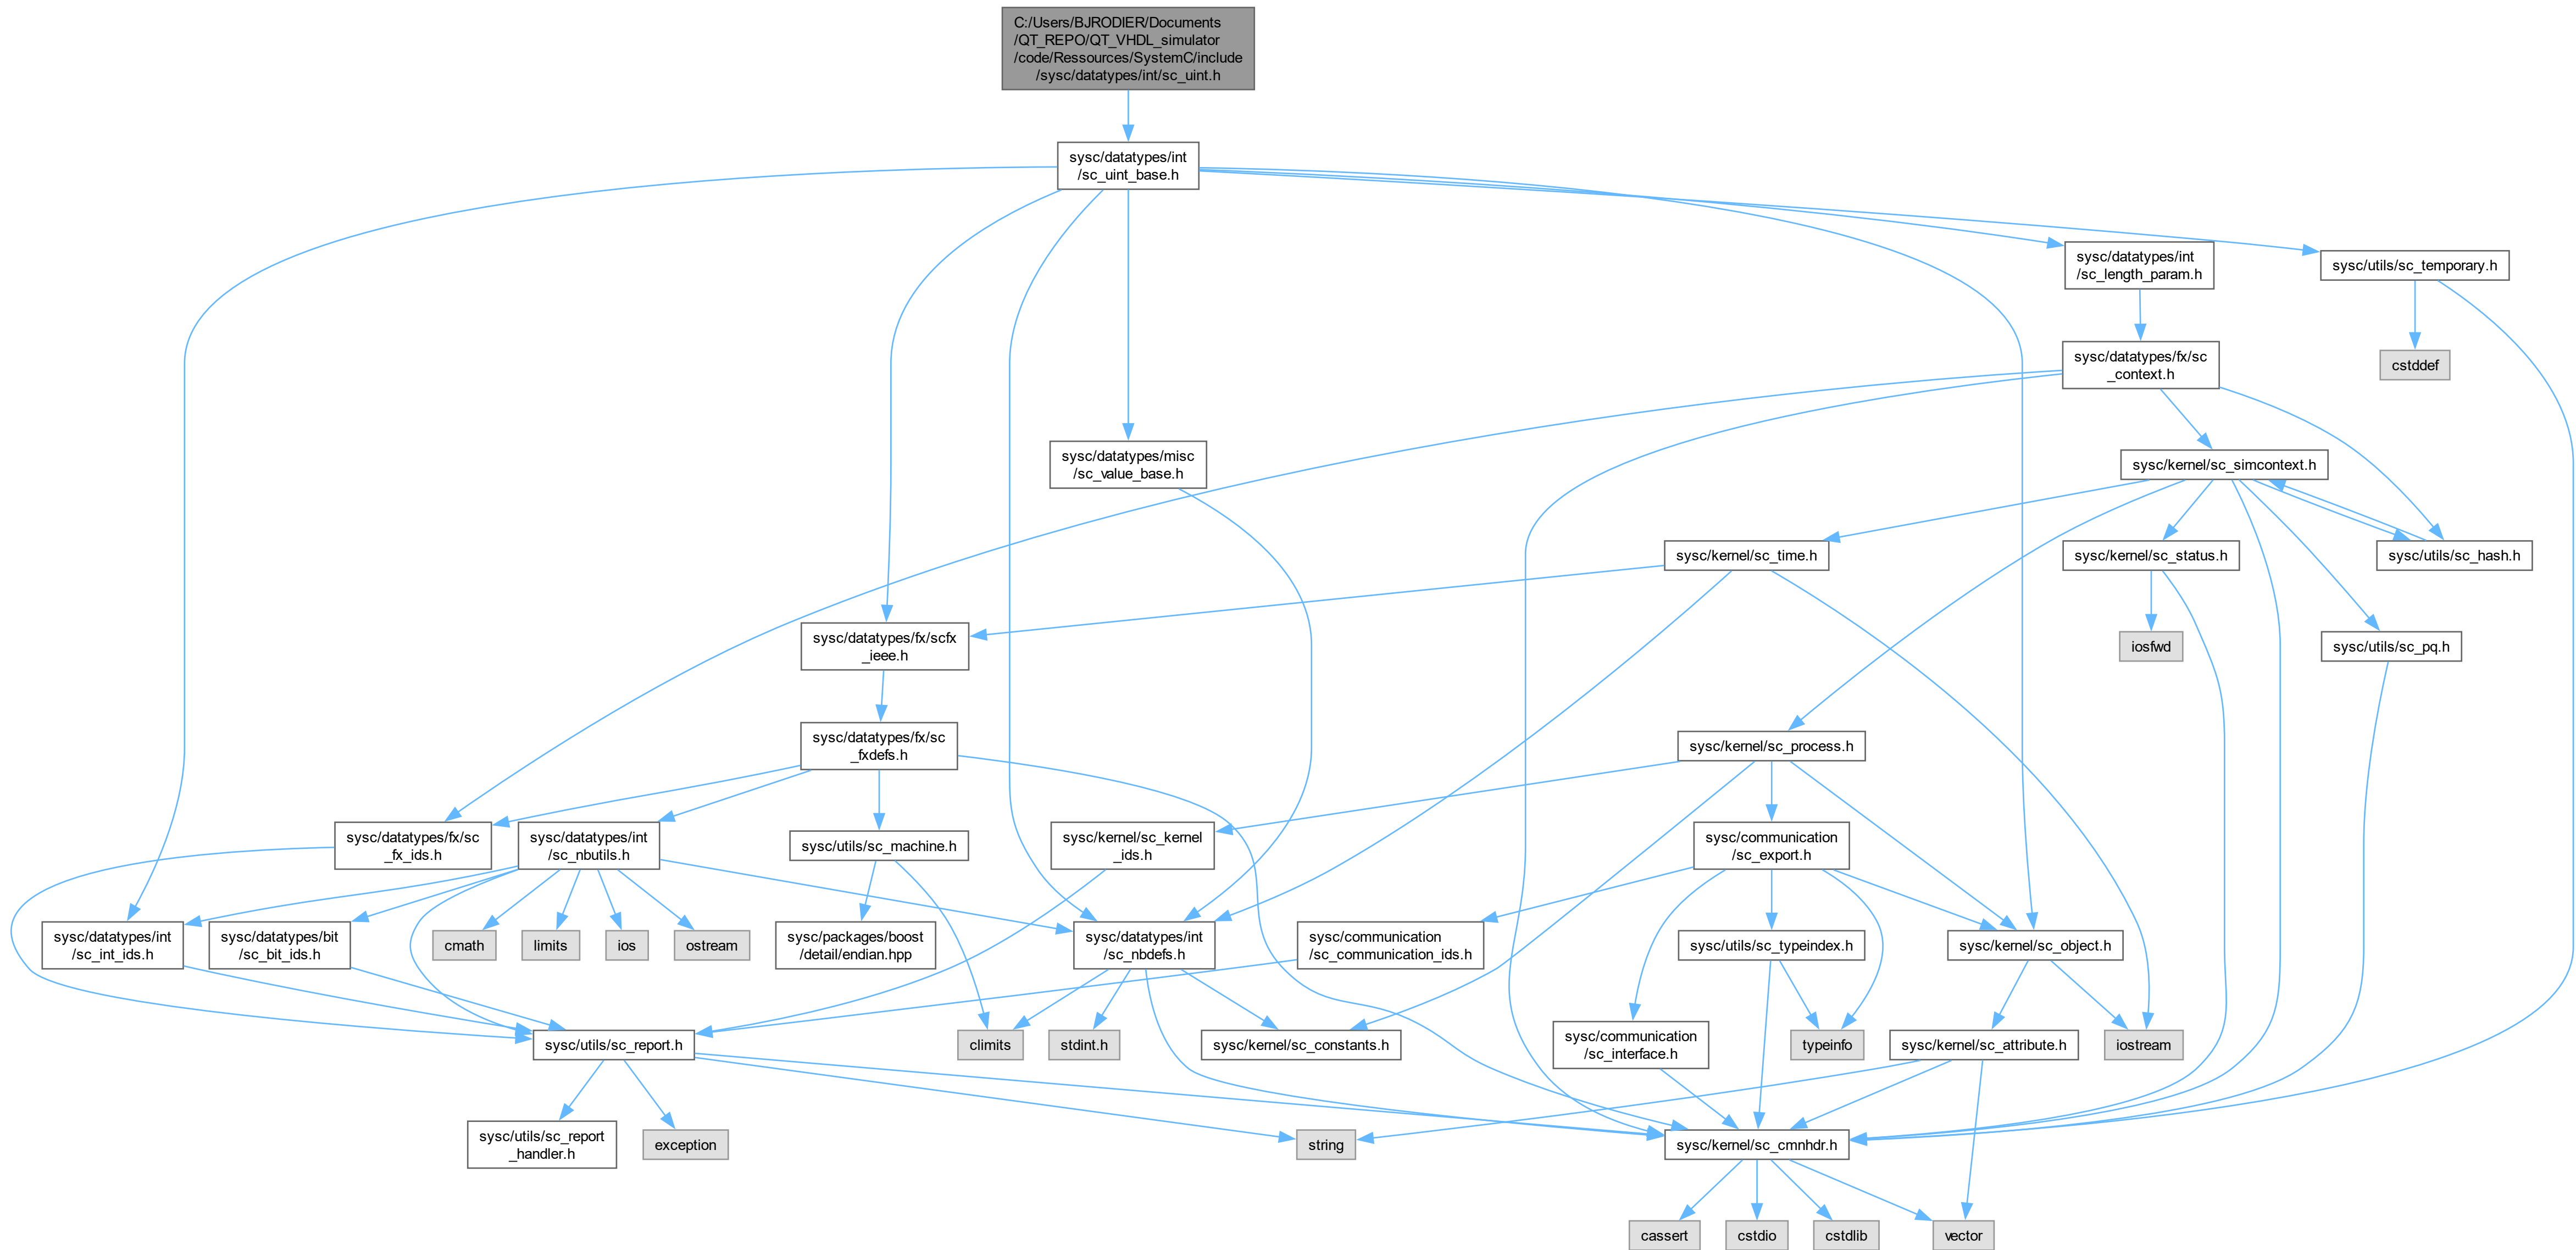 C:/Users/BJRODIER/Documents
/QT_REPO/QT_VHDL_simulator
/code/Ressources/SystemC/include
/sysc/datatypes/int/sc_uint.h
sysc/datatypes/int
/sc_uint_base.h
sysc/datatypes/int
/sc_length_param.h
sysc/utils/sc_temporary.h
sysc/datatypes/fx/sc
_context.h
cstddef
sysc/datatypes/misc
/sc_value_base.h
sysc/kernel/sc_simcontext.h
sysc/kernel/sc_time.h
sysc/kernel/sc_status.h
sysc/utils/sc_hash.h
sysc/datatypes/fx/scfx
_ieee.h
iosfwd
sysc/utils/sc_pq.h
sysc/datatypes/fx/sc
_fxdefs.h
sysc/kernel/sc_process.h
sysc/datatypes/fx/sc
_fx_ids.h
sysc/datatypes/int
/sc_nbutils.h
sysc/utils/sc_machine.h
sysc/kernel/sc_kernel
_ids.h
sysc/communication
/sc_export.h
sysc/datatypes/int
/sc_int_ids.h
sysc/datatypes/bit
/sc_bit_ids.h
cmath
limits
ios
ostream
sysc/packages/boost
/detail/endian.hpp
sysc/datatypes/int
/sc_nbdefs.h
sysc/communication
/sc_communication_ids.h
sysc/utils/sc_typeindex.h
sysc/kernel/sc_object.h
sysc/utils/sc_report.h
climits
stdint.h
sysc/kernel/sc_constants.h
sysc/communication
/sc_interface.h
typeinfo
sysc/kernel/sc_attribute.h
iostream
sysc/utils/sc_report
_handler.h
exception
string
sysc/kernel/sc_cmnhdr.h
cassert
cstdio
cstdlib
vector